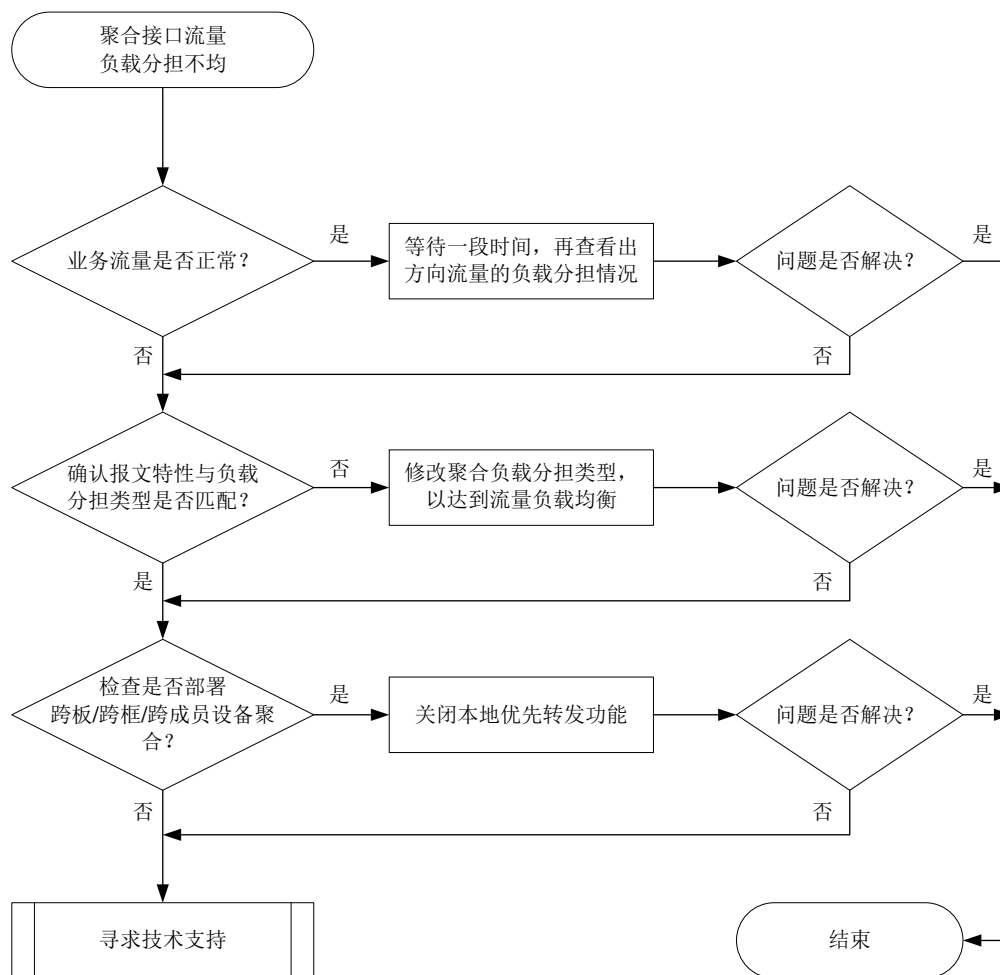 聚合接口流量
负载分担不均
业务流量是否正常？
是
等待一段时间，再查看出
方向流量的负载分担情况
问题是否解决？
是
否
否
确认报文特性与负载
分担类型是否匹配？
否
修改聚合负载分担类型，
以达到流量负载均衡
问题是否解决？
是
是
否
检查是否部署
跨板/跨框/跨成员设备聚
合？
是
关闭本地优先转发功能
问题是否解决？
是
否
否
寻求技术支持
结束